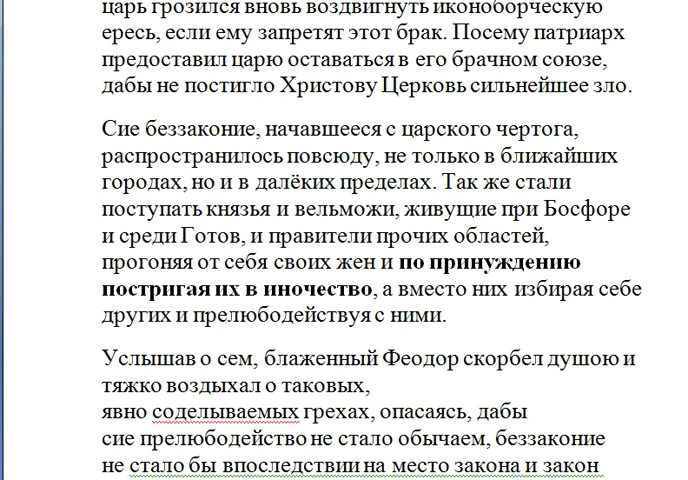 царь грозился вновь воздвигнуть иконоборческую
ересь, если ему запретят этот брак. Посему патриарх
предоставил царю оставаться в его брачном союзе,
дабы не постигло Христову Церковь сильнейшее зло.
Сие беззаконие, начавшееся с царского чертога,
распространилось повсюду, не только в ближайших
городах, но и в далёких пределах. Так же стали
поступать князья и вельможи, живущие при Босфоре
и среди Готов, и правители прочих областей,
прогоняя от себя своих жен и по принуждению
постригая их в иночество, а вместо них избирая себе
других и прелюбодействуя с ними.
Услышав о сем, блаженный Феодор скорбел душою и
тяжко воздыхал о таковых,
явно соделываемых грехах, опасаясь, дабы
сие прелюбодейство не стало обычаем, беззаконие
не стало бы впоследствии на место закона и закон